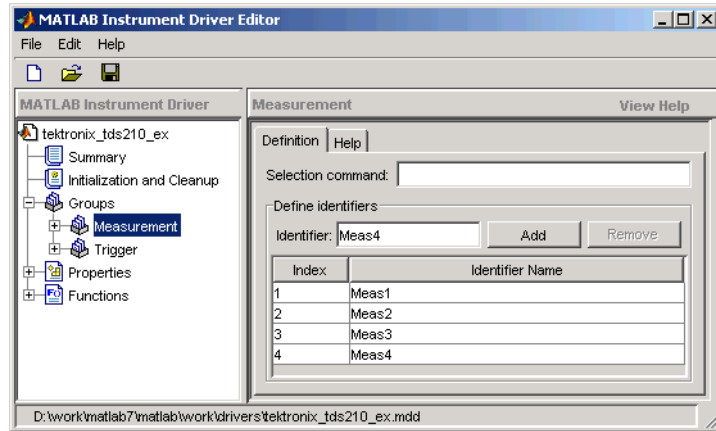 MATLAB Instrument Driver Editor
File Edit Help
MATLAB Instrument Driver
tektronix_tds210_ex
Summary
Initialization and Cleanup
Groups
Measurement
Trigger
Properties
Functions
Measurement View Help
Definition Help
Selection command:
Define identifiers
Identifier: Meas4 Add Remove
Index Identifier Name
1 Meas1
2 Meas2
3 Meas3
4 Meas4
D:\work\matlab7\matlab\work\drivers\tektronix_tds210_ex.mdd